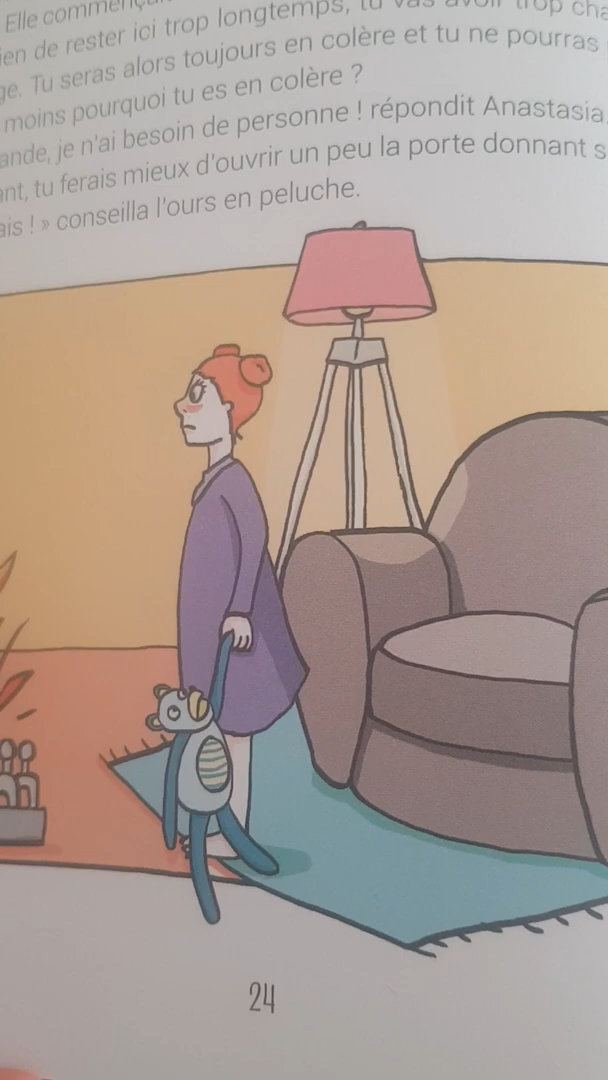 Elle commença
ien de rester ici trop longtemps, tu vas avoir trop cha
ge. Tu seras alors toujours en colère et tu ne pourras
moins pourquoi tu es en colère ?
ande, je n'ai besoin de personne ! répondit Anastasia.
nt, tu ferais mieux d'ouvrir un peu la porte donnant s
ais ! » conseilla l'ours en peluche.
24